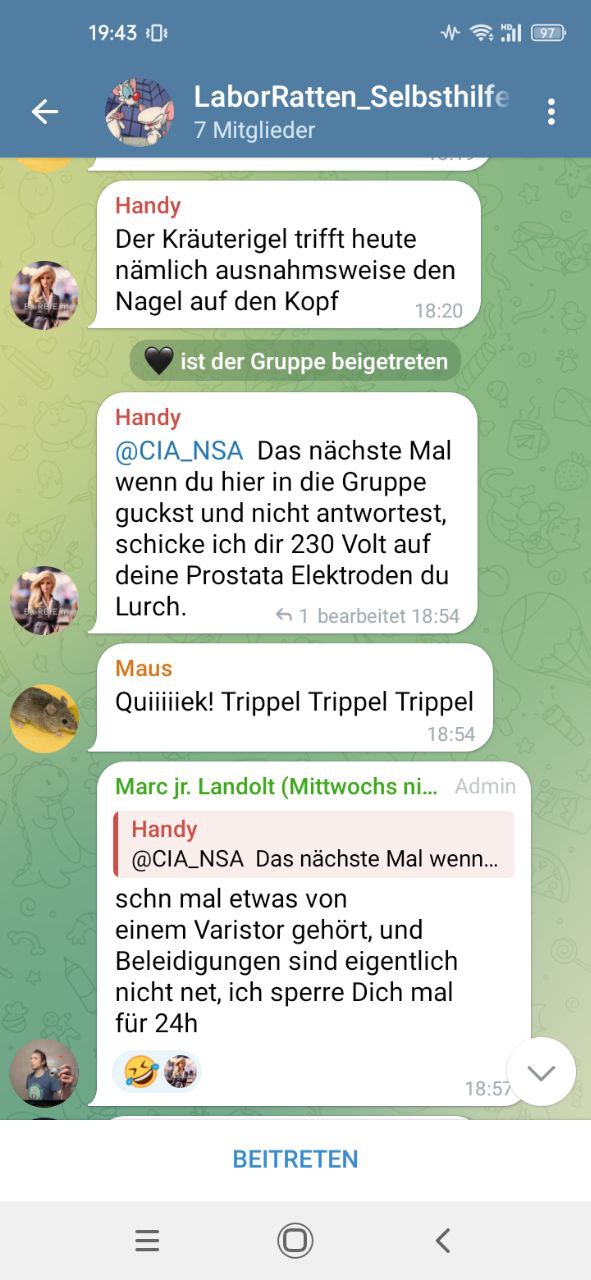 19:43
HD
97
LaborRatten_Selbsthilfe
7 Mitglieder
Handy
Der Kräuterigel trifft heute
nämlich ausnahmsweise den
Nagel auf den Kopf
18:20
🖤 ist der Gruppe beigetreten
Handy
@CIA_NSA Das nächste Mal
wenn du hier in die Gruppe
guckst und nicht antwortest,
schicke ich dir 230 Volt auf
deine Prostata Elektroden du
Lurch.
1 bearbeitet 18:54
Maus
Quiiiiiek! Trippel Trippel Trippel
18:54
Marc jr. Landolt (Mittwochs ni... Admin
Handy
@CIA_NSA Das nächste Mal wenn...
schn mal etwas von
einem Varistor gehört, und
Beleidigungen sind eigentlich
nicht net, ich sperre Dich mal
für 24h
18:57
BEITRETEN